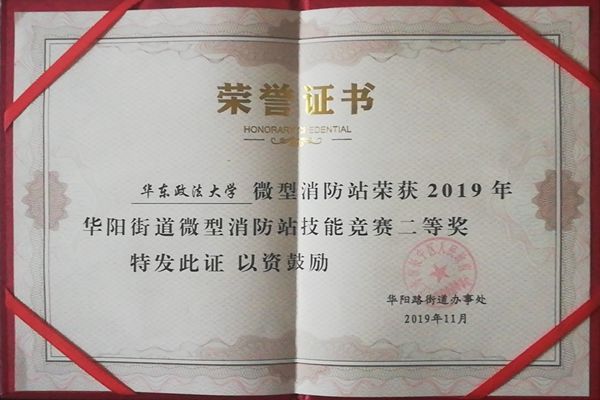 荣誉证书
HONORARY CREDENTIAL
华东政法大学 微型消防站荣获 2019 年
华阳街道微型消防站技能竞赛二等奖
特发此证 以资鼓励
华阳路街道办事处
2019年11月